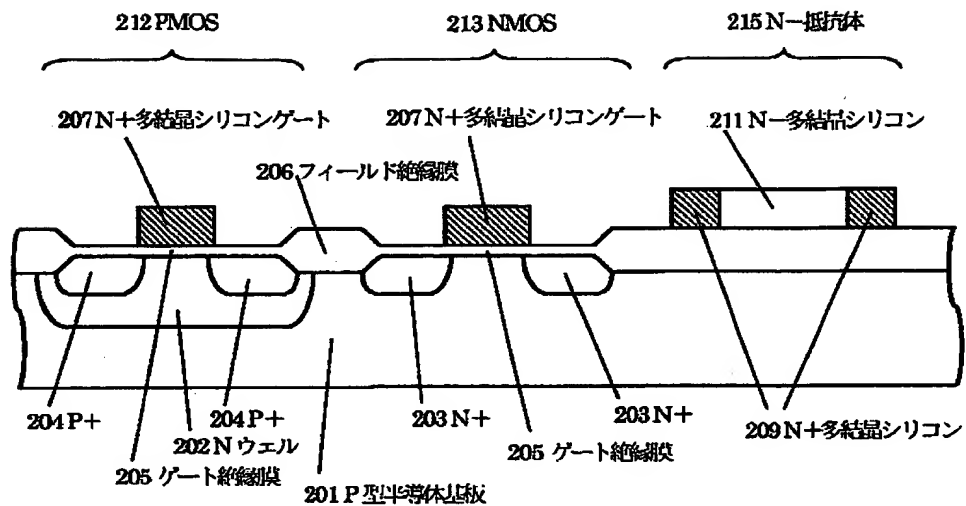 212 PMOS
213 NMOS
215 N－抵抗体
207 N＋多結晶シリコンゲート
207 N＋多結晶シリコンゲート
211 N－多結晶シリコン
206 フィールド絶縁膜
204 P＋
204 P＋
203 N＋
203 N＋
202 N ウェル
209 N＋多結晶シリコン
205 ゲート絶縁膜
205 ゲート絶縁膜
201 P 型半導体基板